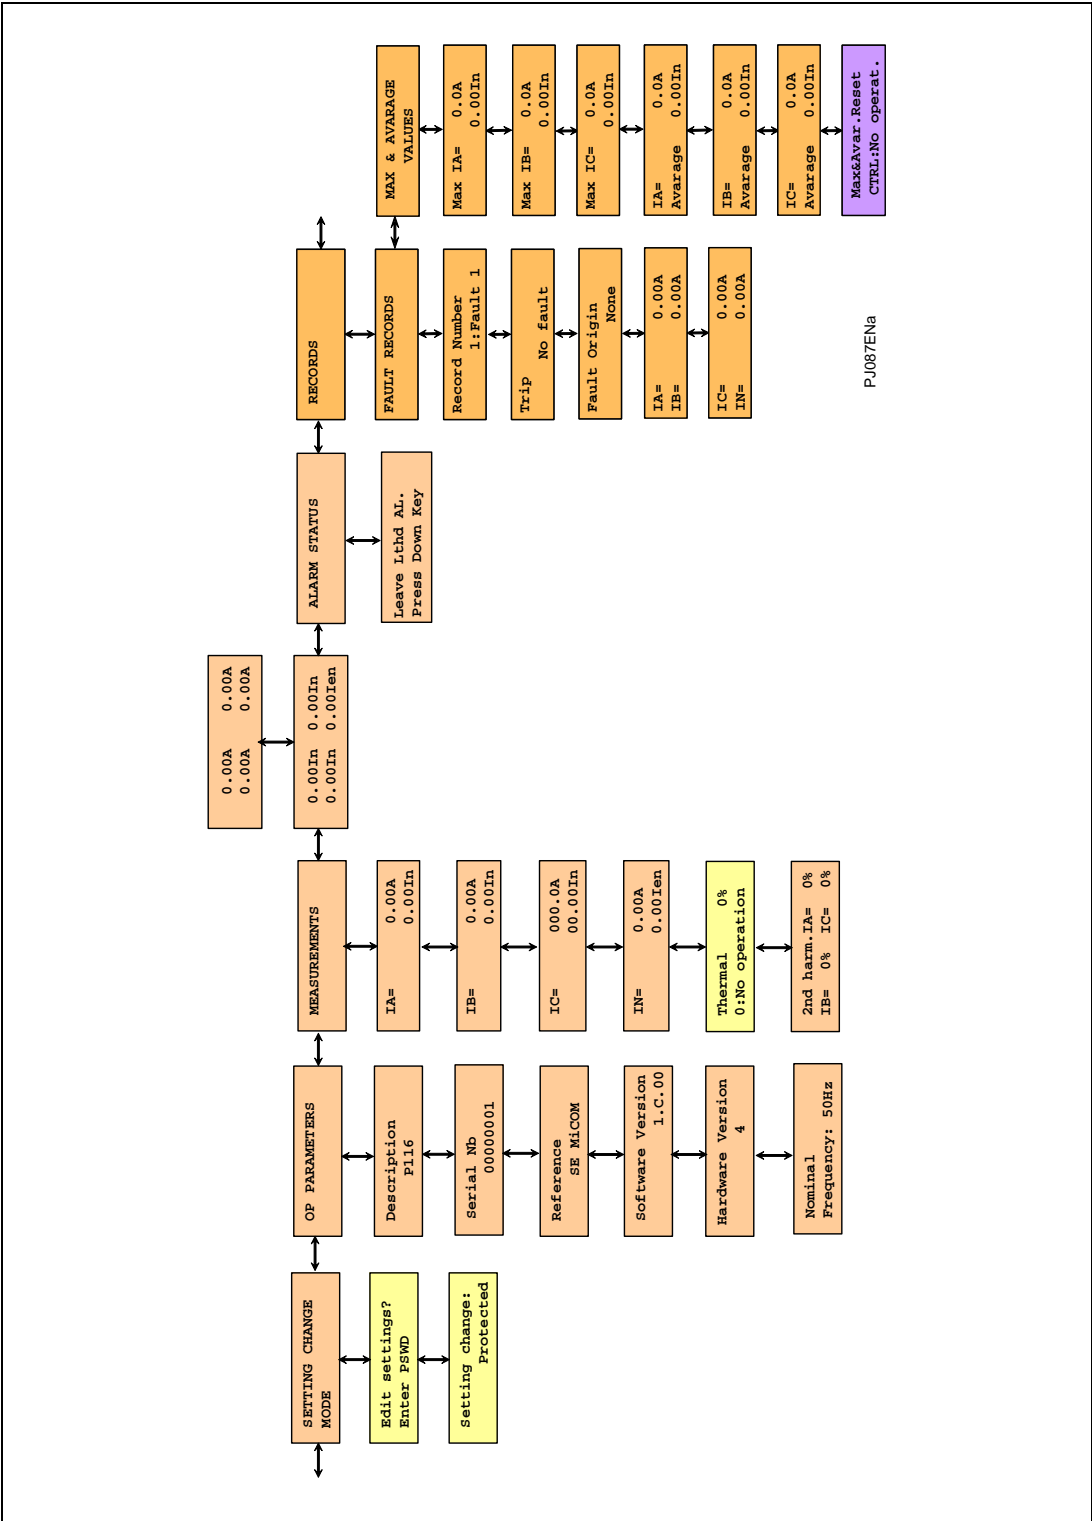 SETTING CHANGE
MODE
Edit settings?
Enter PSWD
Setting change:
Protected
OP PARAMETERS
Description
P116
Serial Nb
00000001
Reference
SE MiCOM
Software Version
1.C.00
Hardware Version
4
Nominal
Frequency: 50Hz
MEASUREMENTS
IA= 0.00A
0.00In
IB= 0.00A
0.00In
IC= 000.0A
00.00In
IN= 0.00A
0.00Ien
Thermal 0%
0:No operation
2nd harm.IA= 0%
IB= 0% IC= 0%
0.00A 0.00A
0.00A 0.00A
0.00In 0.00In
0.00In 0.00Ien
ALARM STATUS
Leave Lthd AL.
Press Down Key
RECORDS
FAULT RECORDS
Record Number
1:Fault 1
Trip
No fault
Fault Origin
None
IA= 0.00A
IB= 0.00A
IC= 0.00A
IN= 0.00A
MAX & AVARAGE
VALUES
Max IA= 0.0A
0.00In
Max IB= 0.0A
0.00In
Max IC= 0.0A
0.00In
IA= 0.0A
Avarage 0.00In
IB= 0.0A
Avarage 0.00In
IC= 0.0A
Avarage 0.00In
Max&Avar.Reset
CTRL:No operat.
PJ087ENa